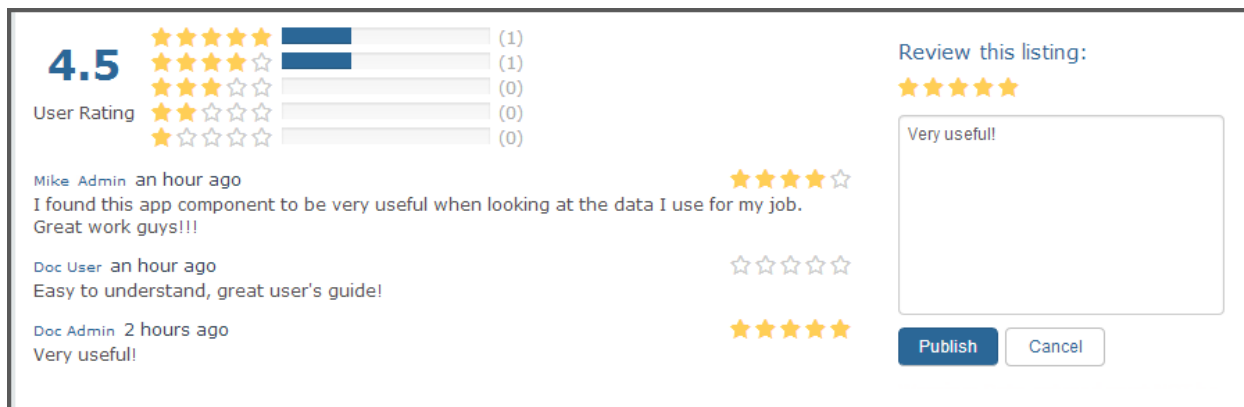 4.5
User Rating
(1)
(1)
(0)
(0)
(0)
Mike Admin an hour ago
I found this app component to be very useful when looking at the data I use for my job.
Great work guys!!!
Doc User an hour ago
Easy to understand, great user's guide!
Doc Admin 2 hours ago
Very useful!
Review this listing:
Very useful!
Publish Cancel